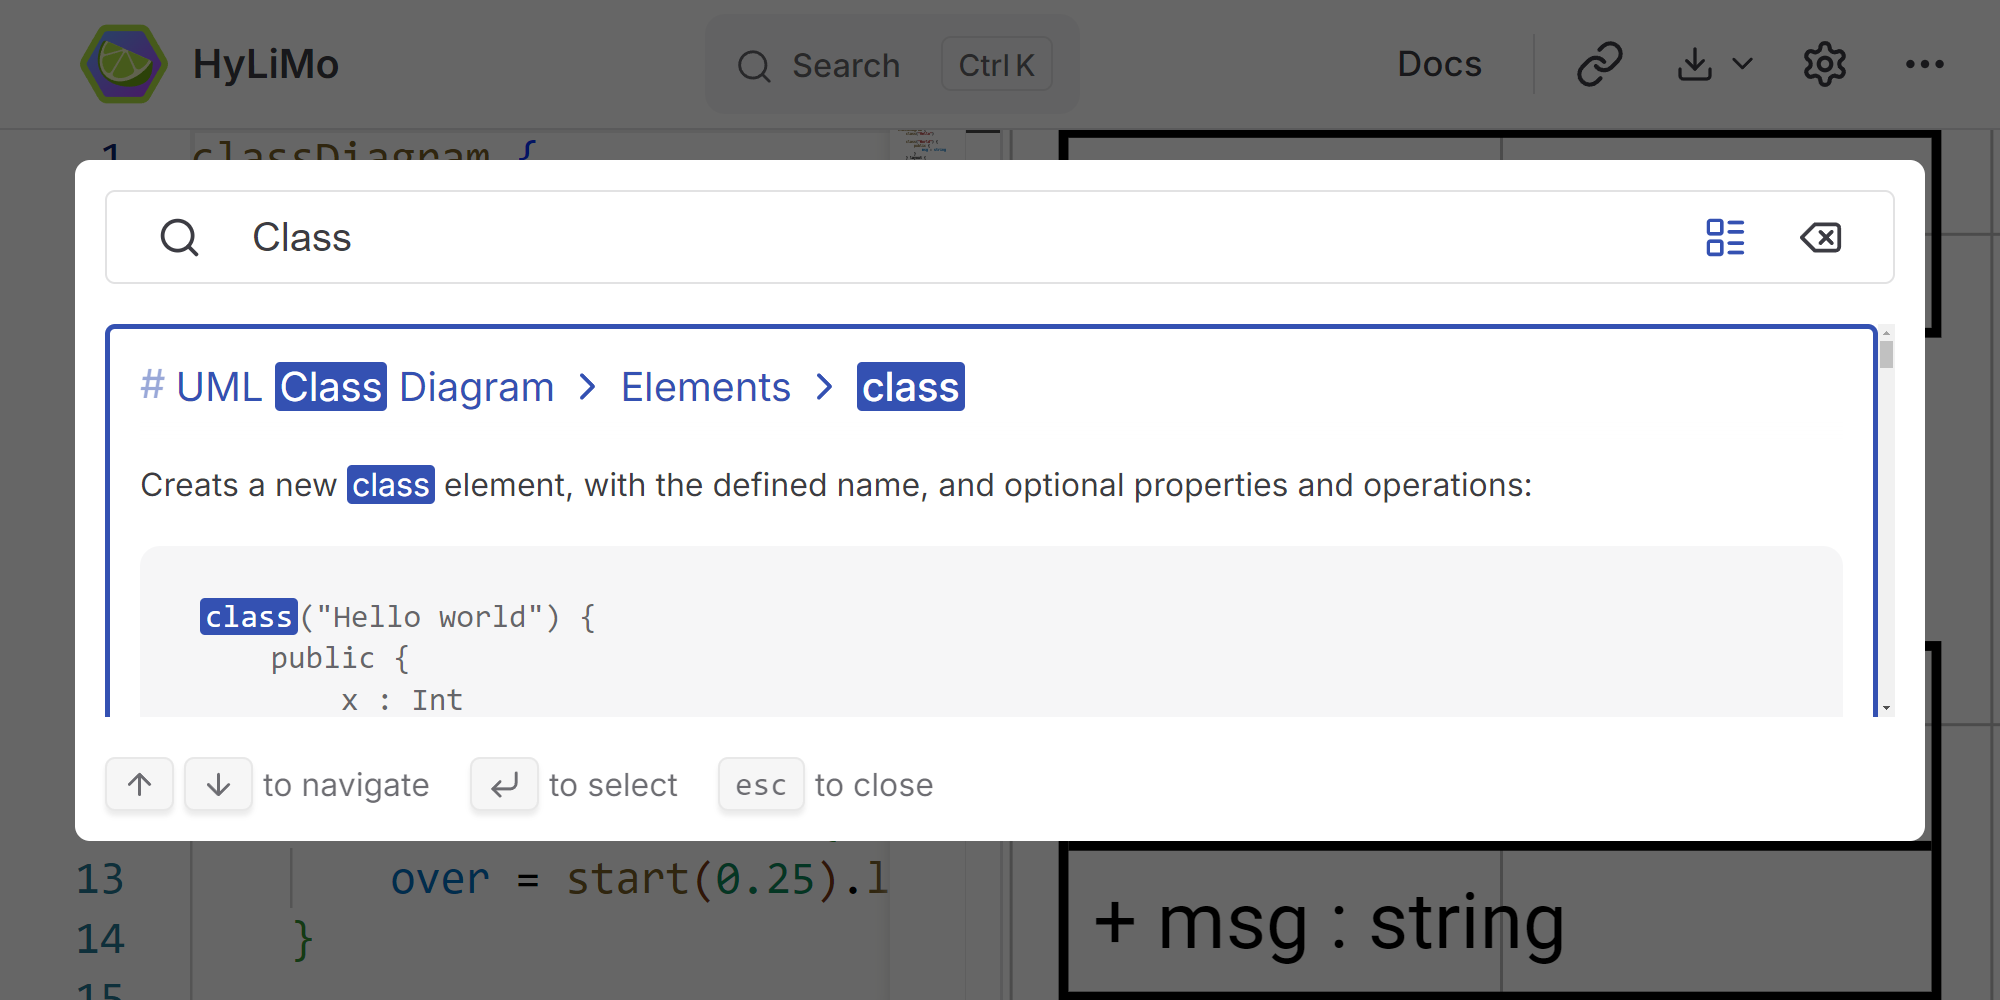 HyLiMo
Search Ctrl K
Docs
1 classDiagram {
Class
# UML Class Diagram > Elements > class
Creats a new class element, with the defined name, and optional properties and operations:
class("Hello world") {
public {
x : Int
to navigate
to select
esc to close
13 over = start(0.25).l
14 }
15
+ msg : string